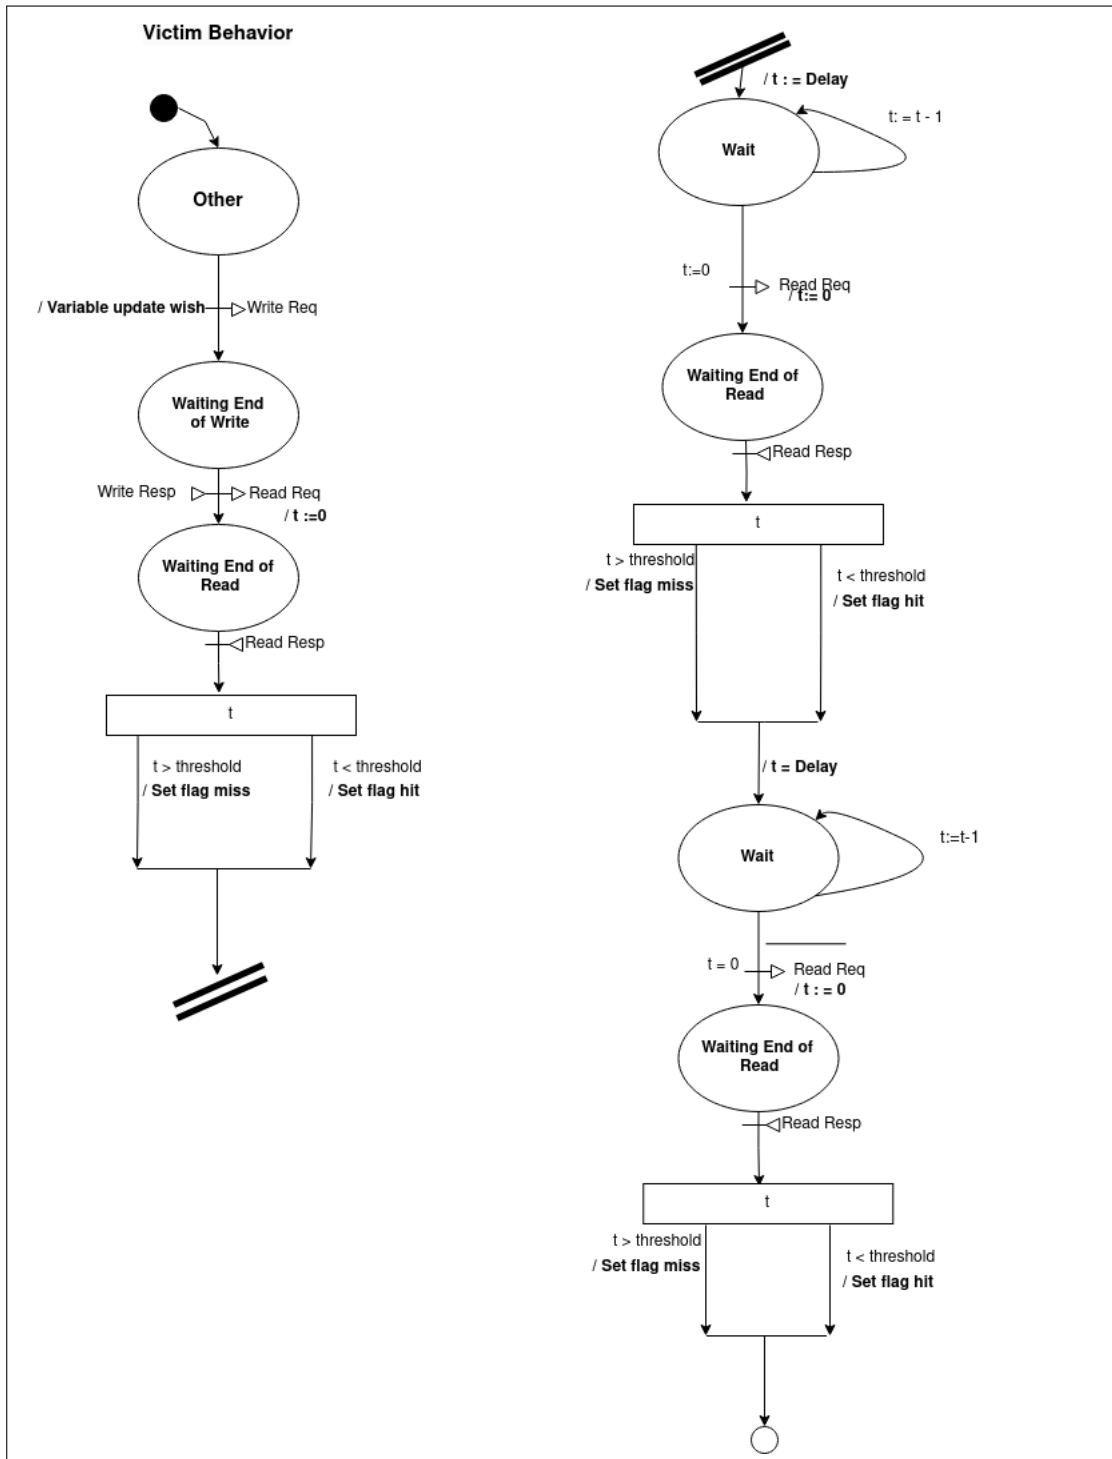 Victim Behavior
Other
/ Variable update wish
Write Req
Waiting End
of Write
Write Resp
Read Req
/ t :=0
Waiting End of
Read
Read Resp
t
t > threshold
/ Set flag miss
t < threshold
/ Set flag hit
/ t : = Delay
Wait
t: = t - 1
t:=0
Read Req
/ t:= 0
Waiting End of
Read
Read Resp
t
t > threshold
/ Set flag miss
t < threshold
/ Set flag hit
/ t = Delay
Wait
t:=t-1
t = 0
Read Req
/ t : = 0
Waiting End of
Read
Read Resp
t
t > threshold
/ Set flag miss
t < threshold
/ Set flag hit